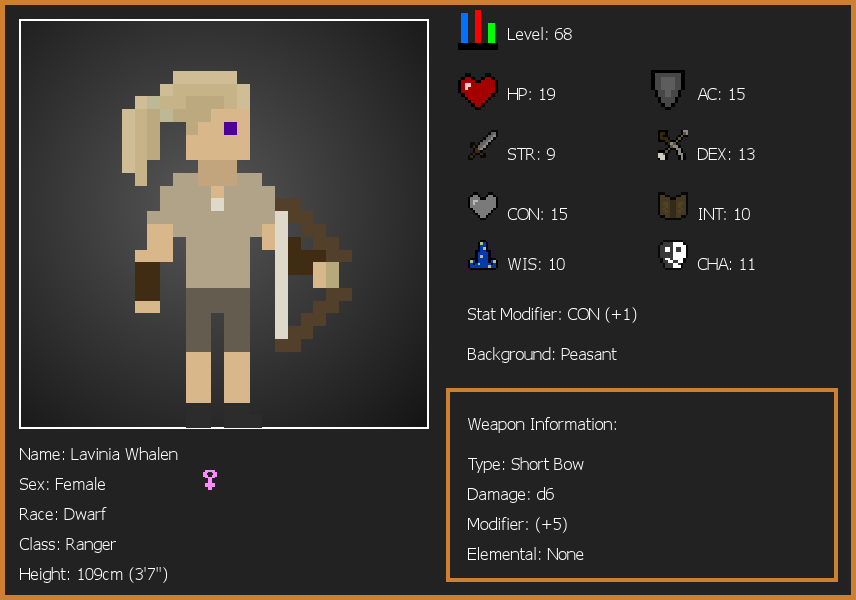 Level: 68
HP: 19
AC: 15
STR: 9
DEX: 13
CON: 15
INT: 10
WIS: 10
CHA: 11
Stat Modifier: CON (+1)
Background: Peasant
Weapon Information:
Type: Short Bow
Damage: d6
Modifier: (+5)
Elemental: None
Name: Lavinia Whalen
Sex: Female
Race: Dwarf
Class: Ranger
Height: 109cm (3'7")